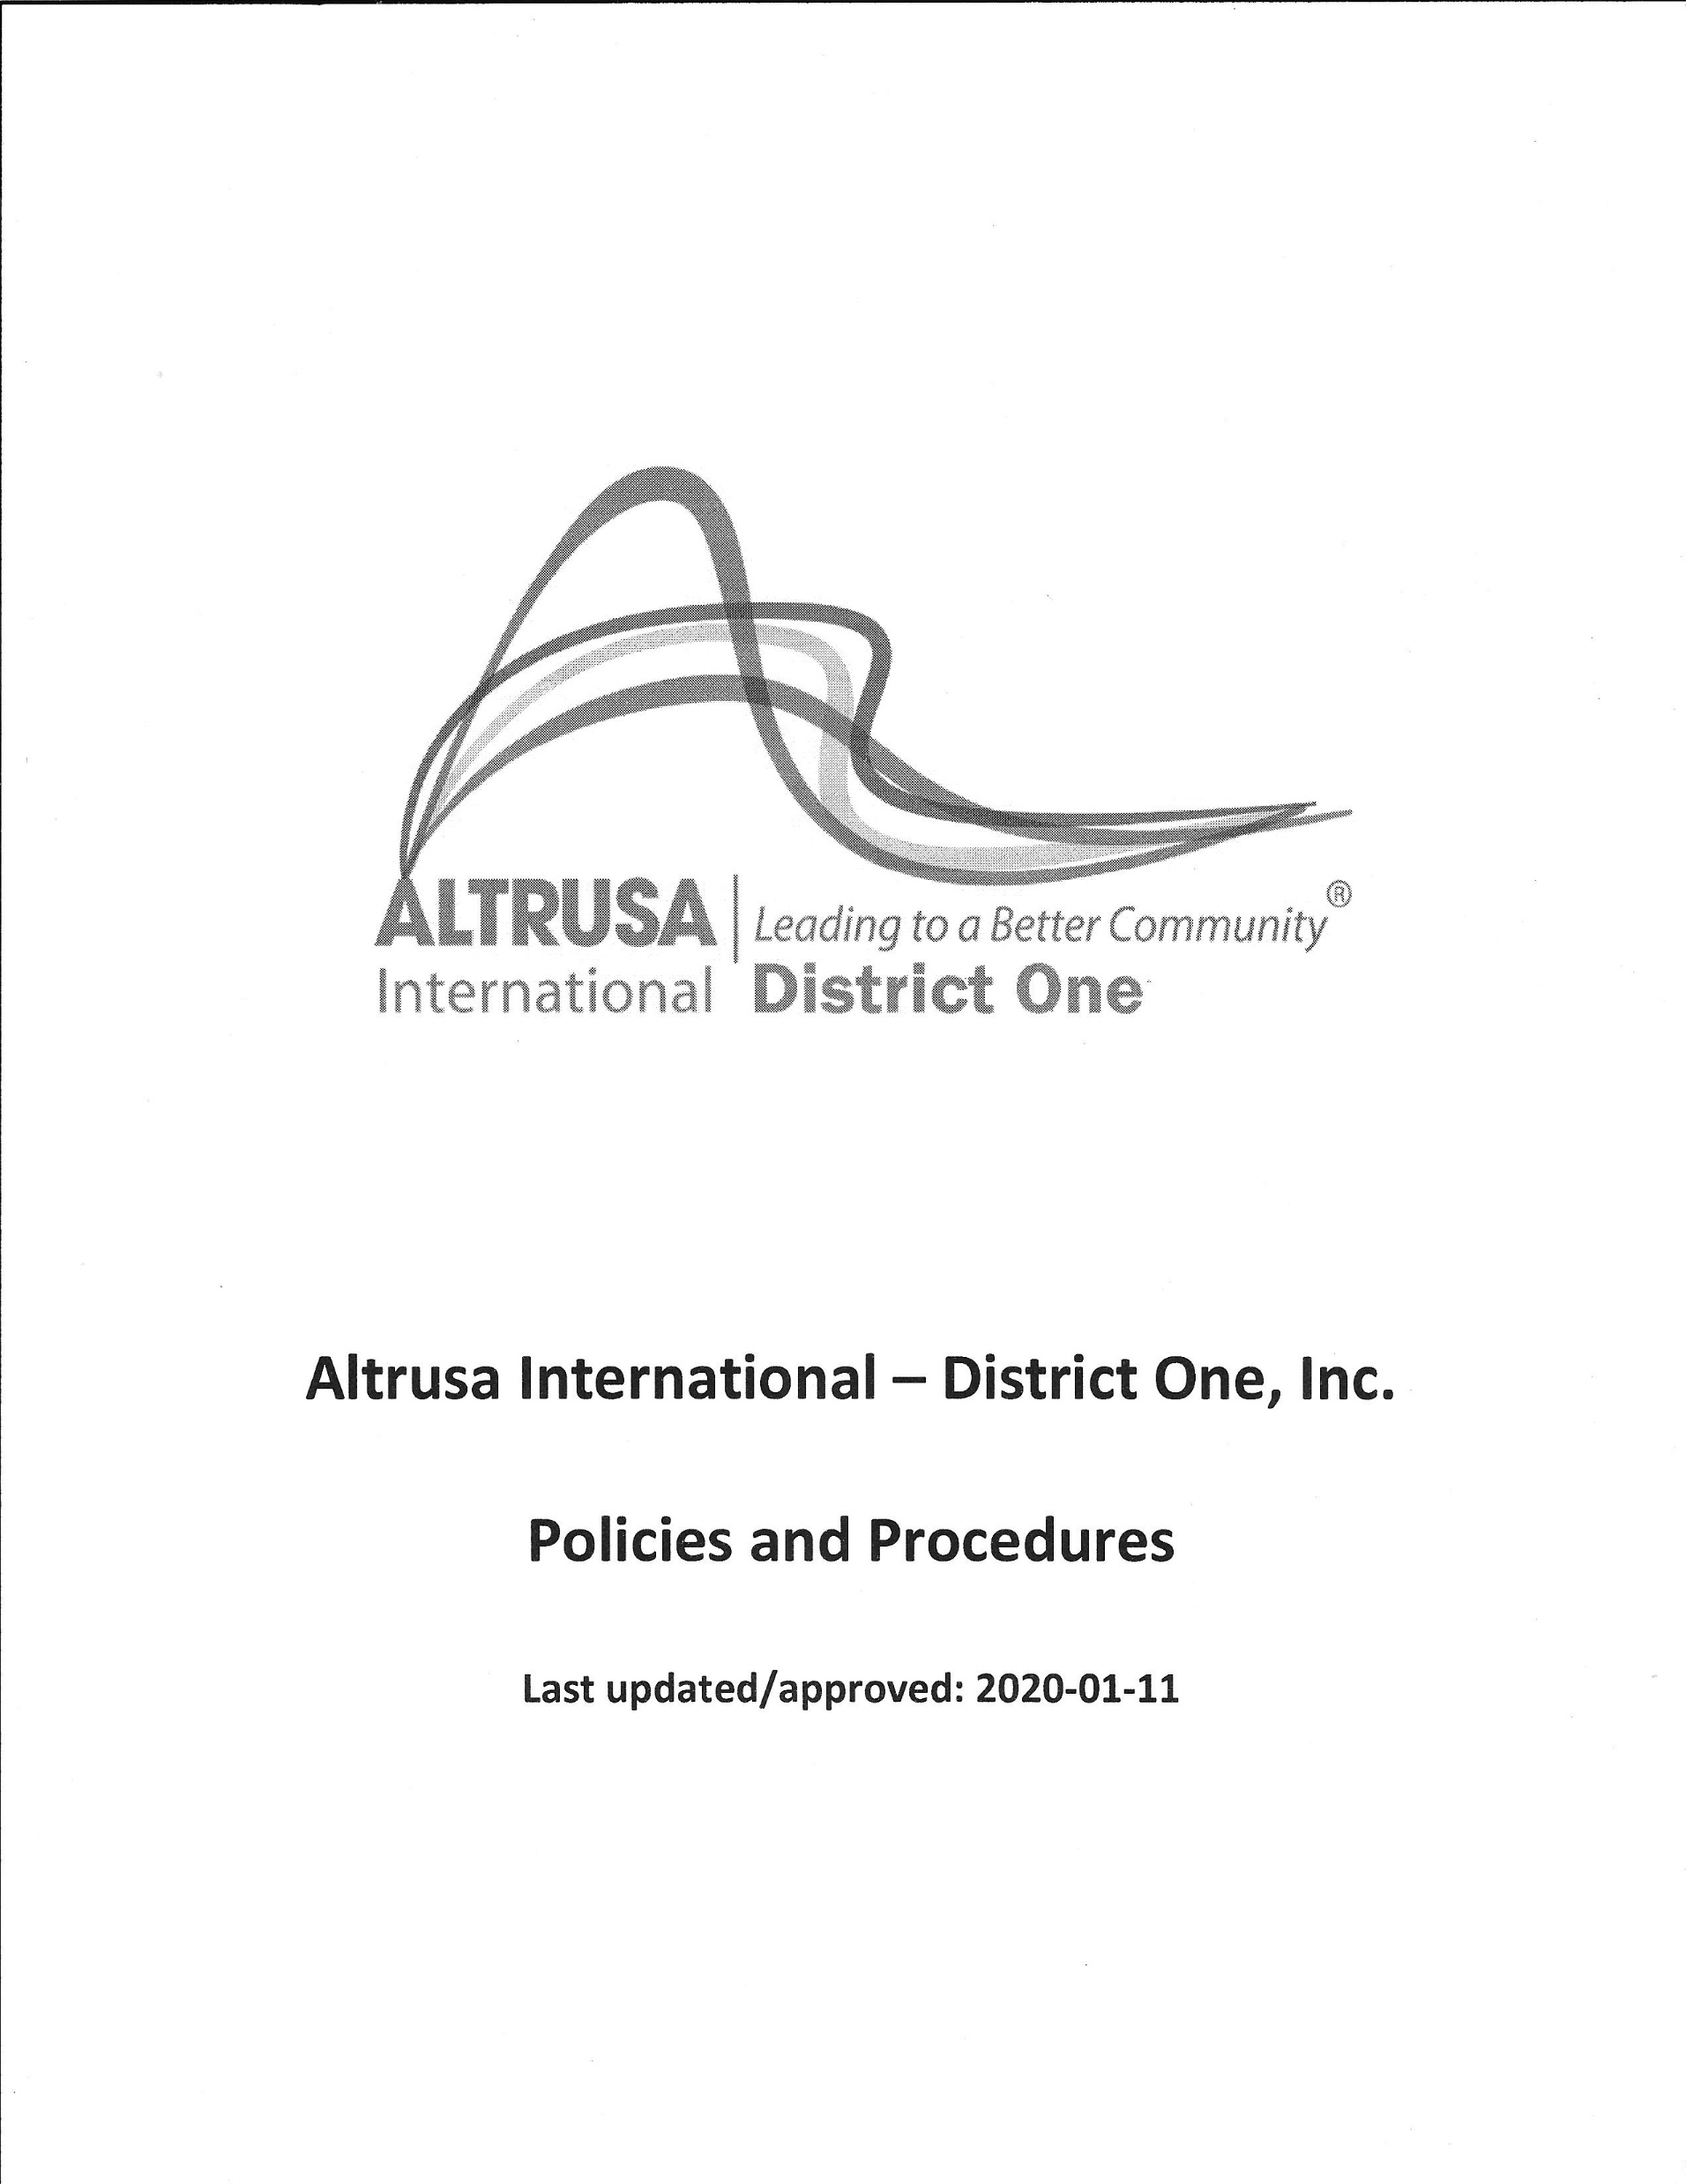 ALTRUSA | Leading to a Better Community®
International District One
Altrusa International – District One, Inc.
Policies and Procedures
Last updated/approved: 2020-01-11